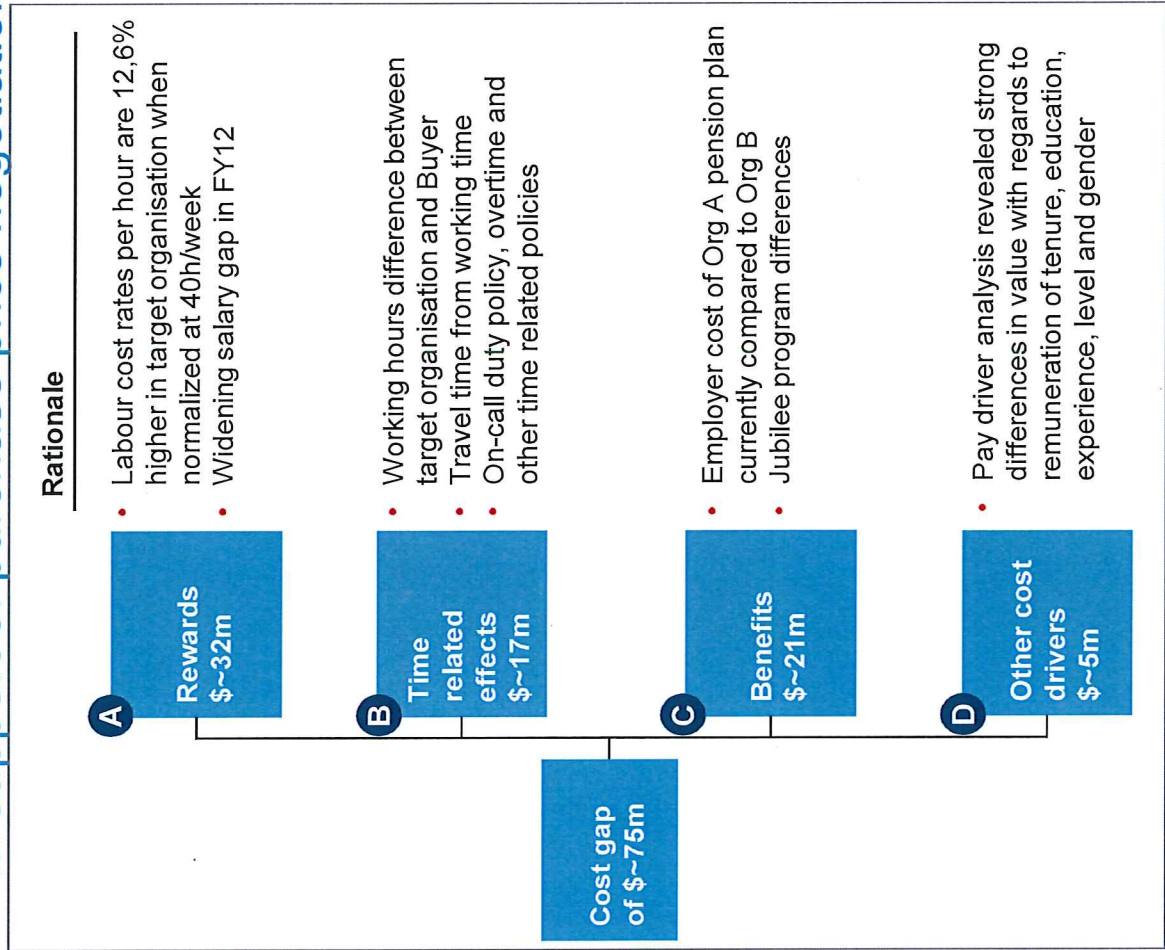 Rationale
Cost gap
of $~75m
A
Rewards
$~32m
• Labour cost rates per hour are 12,6%
higher in target organisation when
normalized at 40h/week
• Widening salary gap in FY12
B
Time
related
effects
$~17m
• Working hours difference between
target organisation and Buyer
• Travel time from working time
• On-call duty policy, overtime and
other time related policies
C
Benefits
$~21m
• Employer cost of Org A pension plan
currently compared to Org B
• Jubilee program differences
D
Other cost
drivers
$~5m
• Pay driver analysis revealed strong
differences in value with regards to
remuneration of tenure, education,
experience, level and gender